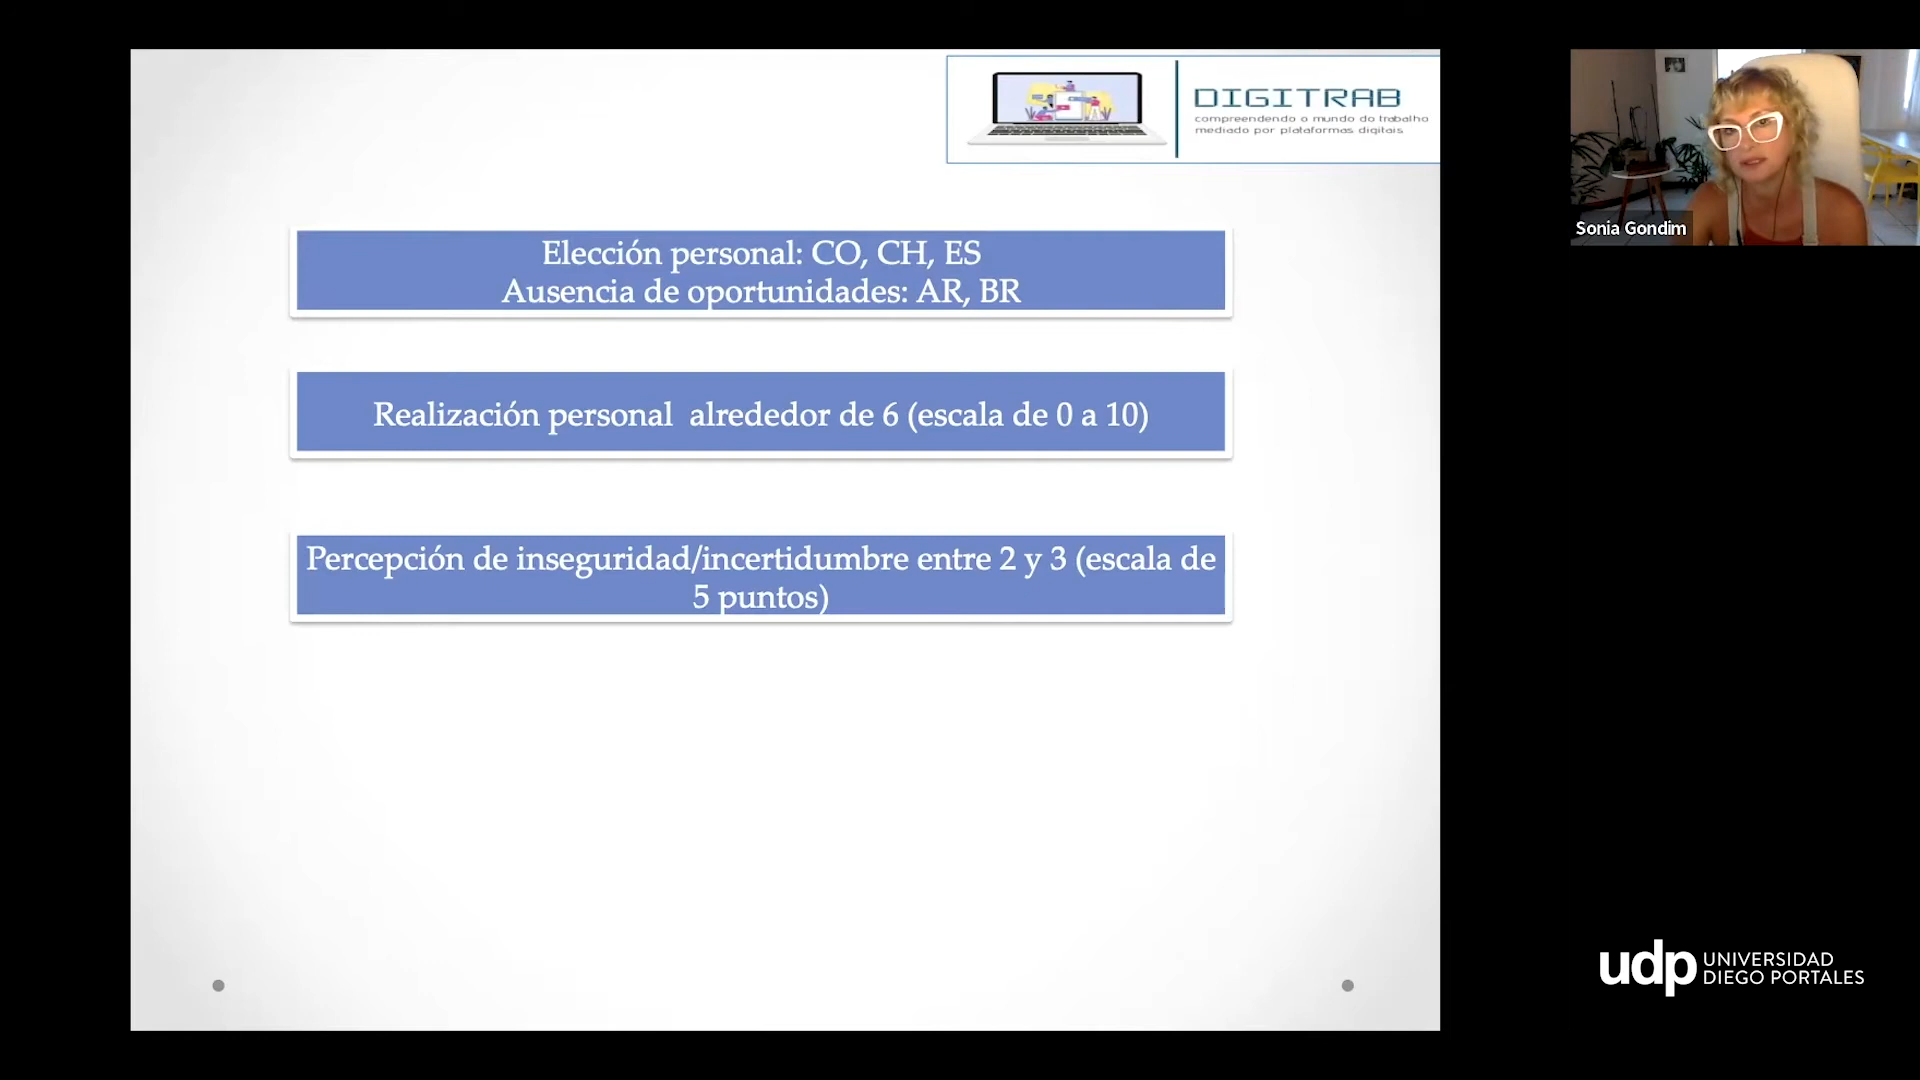 DIGITRAB
compreendendo o mundo do trabalho
mediado por plataformas digitais
Sonia Gondim
Elección personal: CO, CH, ES
Ausencia de oportunidades: AR, BR
Realización personal alrededor de 6 (escala de 0 a 10)
Percepción de inseguridad/incertidumbre entre 2 y 3 (escala de
5 puntos)
udp UNIVERSIDAD
DIEGO PORTALES